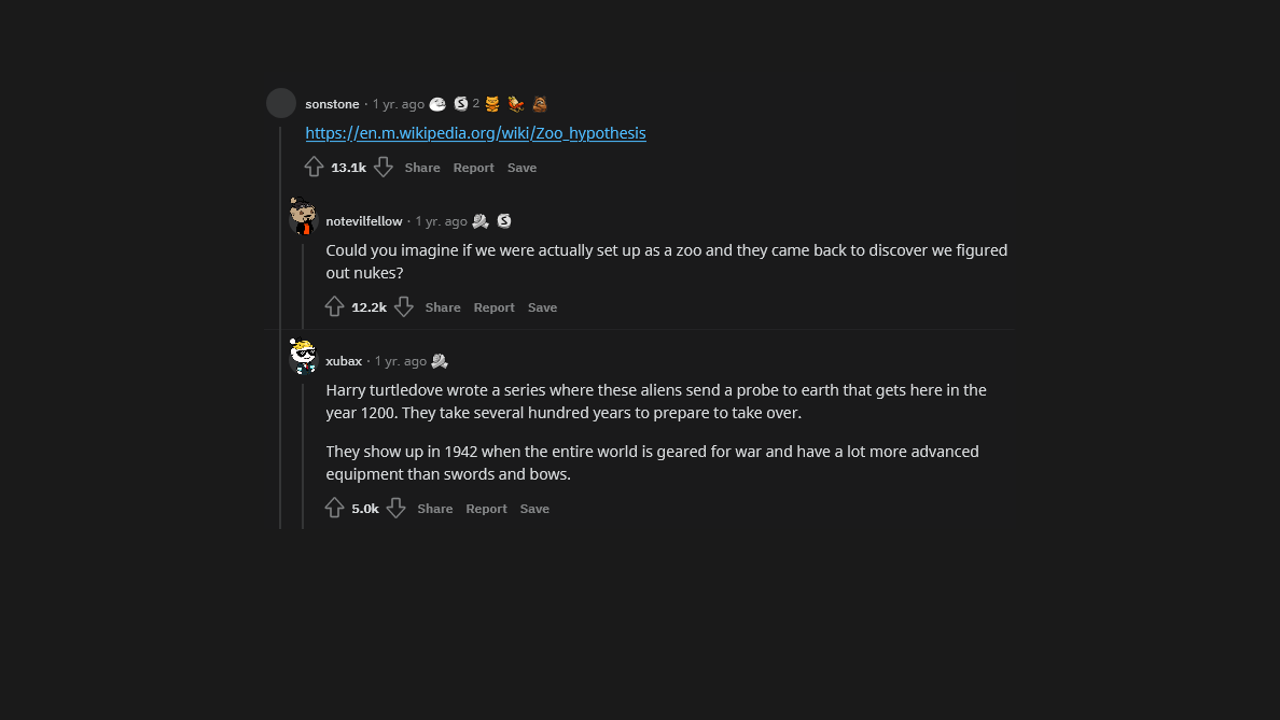 sonstone · 1 yr. ago 2
https://en.m.wikipedia.org/wiki/Zoo_hypothesis
13.1k Share Report Save
notevilfellow · 1 yr. ago
Could you imagine if we were actually set up as a zoo and they came back to discover we figured
out nukes?
12.2k Share Report Save
xubax · 1 yr. ago
Harry turtledove wrote a series where these aliens send a probe to earth that gets here in the
year 1200. They take several hundred years to prepare to take over.
They show up in 1942 when the entire world is geared for war and have a lot more advanced
equipment than swords and bows.
5.0k Share Report Save